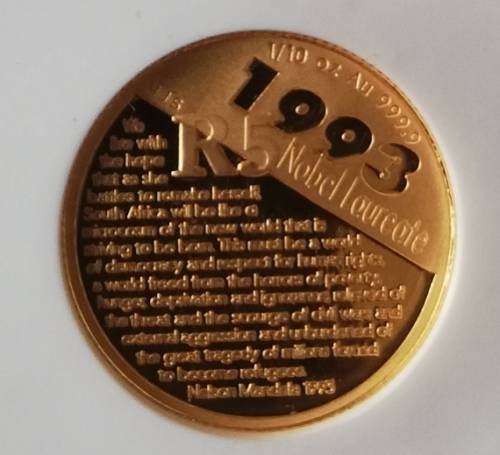 1/10 oz Au 999.9
1993
R5 Nobel Laureate
We
live with
the hope
that as she
battles to remake herself,
South Africa will be like a
microcosm of the new world that is
striving to be born. This must be a world
of democracy and respect for human rights,
a world freed from the horrors of poverty,
hunger, deprivation and ignorance, relieved of
the threat and the scourge of civil wars and
external aggression and unburdened of
the great tragedy of millions forced
to become refugees.
Nelson Mandela 1993